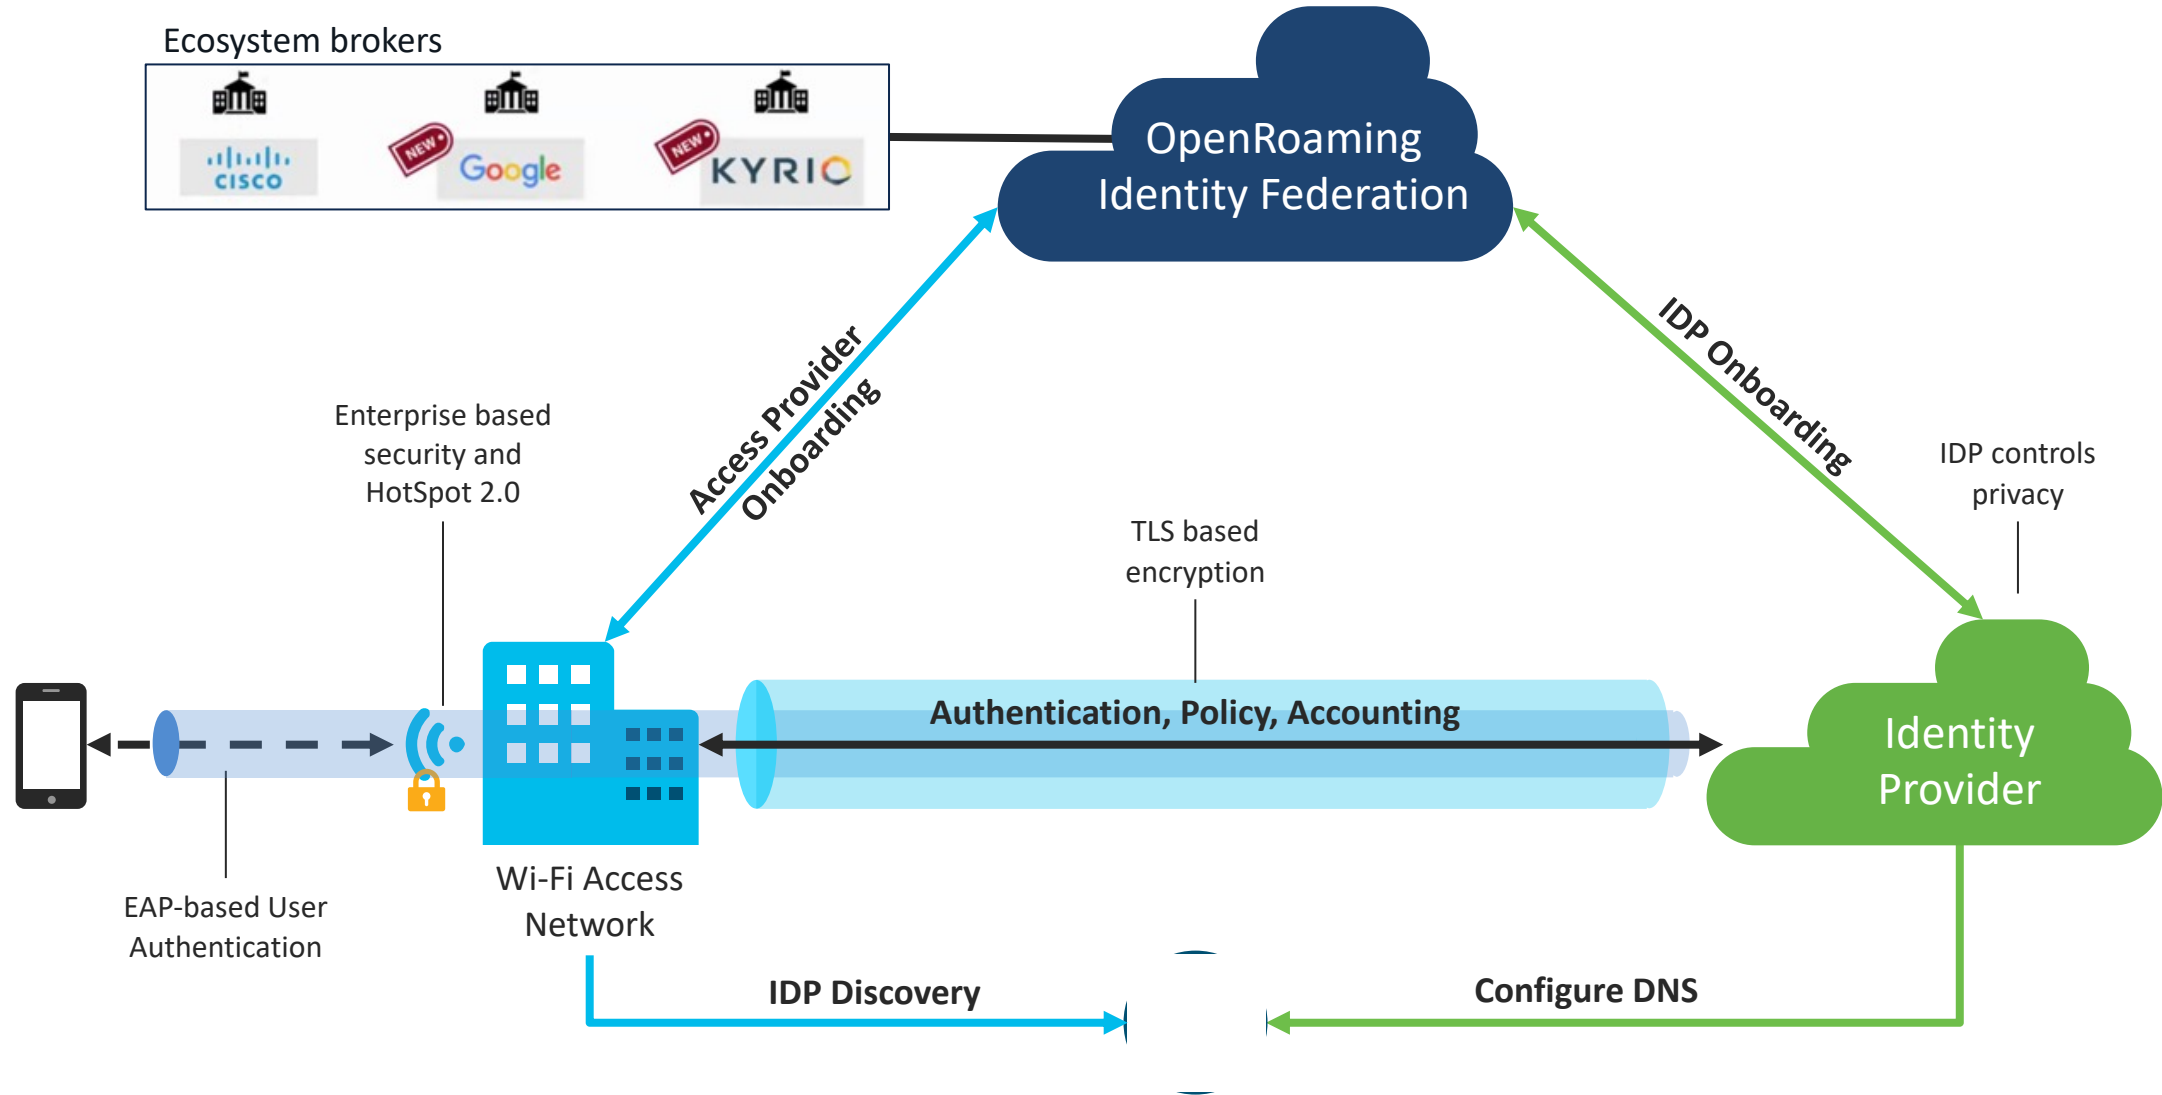 Ecosystem brokers
CISCO
NEW
Google
NEW
KYRIO
OpenRoaming
Identity Federation
Access Provider
Onboarding
IDP Onboarding
Enterprise based
security and
HotSpot 2.0
IDP controls
privacy
TLS based
encryption
Authentication, Policy, Accounting
Identity
Provider
Wi-Fi Access
Network
EAP-based User
Authentication
IDP Discovery
Configure DNS